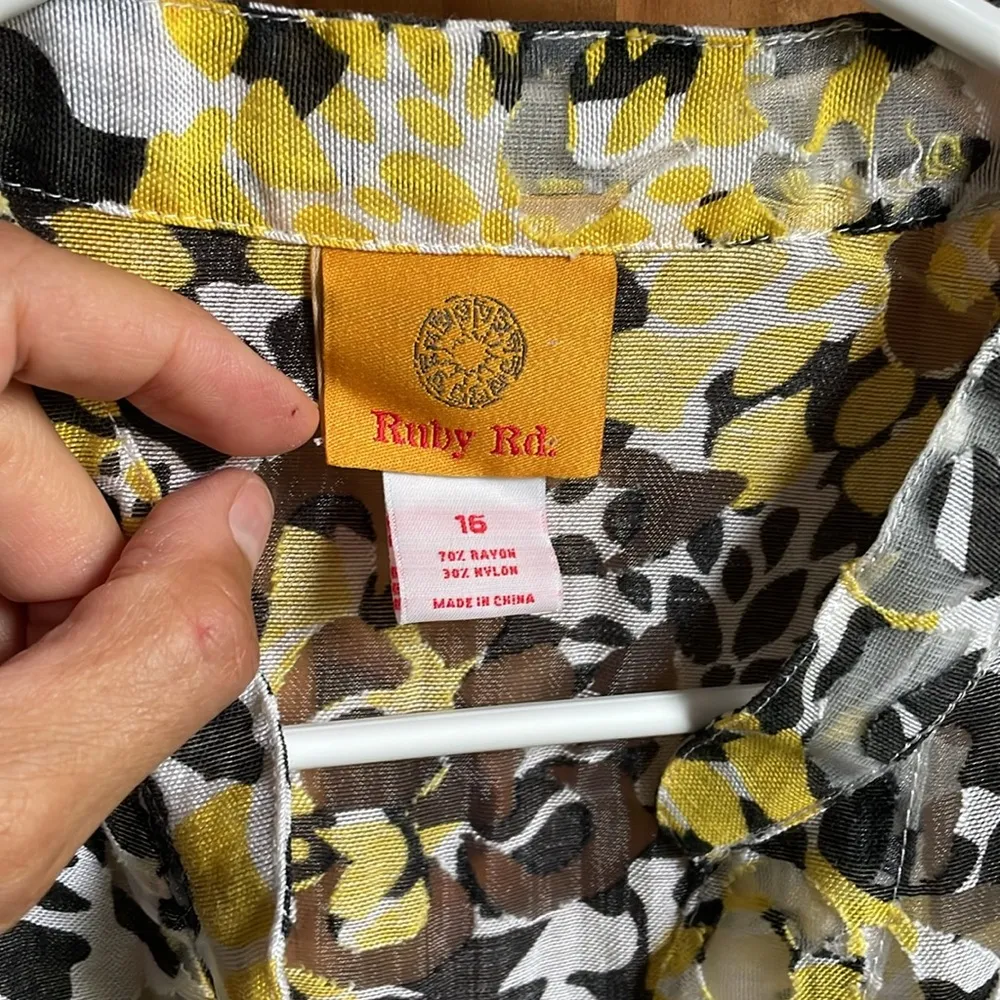 Ruby Rd.
16
70% RAYON
30% NYLON
MADE IN CHINA